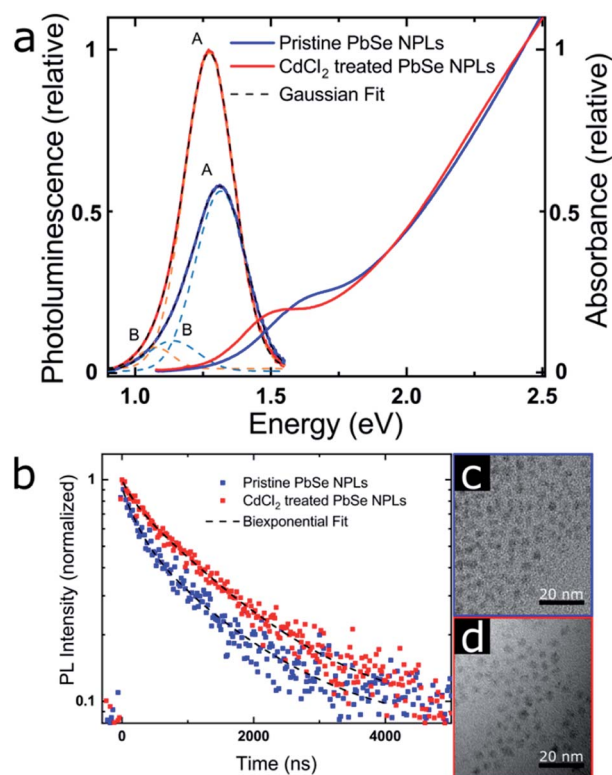 a
Photoluminescence (relative)
1
0.5
0
A
A
B
B
Pristine PbSe NPLs
CdCl₂ treated PbSe NPLs
Gaussian Fit
1
0.5
0
Absorbance (relative)
1.0 1.5 2.0 2.5
Energy (eV)
b
PL Intensity (normalized)
1
0.1
Pristine PbSe NPLs
CdCl₂ treated PbSe NPLs
Biexponential Fit
0 2000 4000
Time (ns)
c
20 nm
d
20 nm